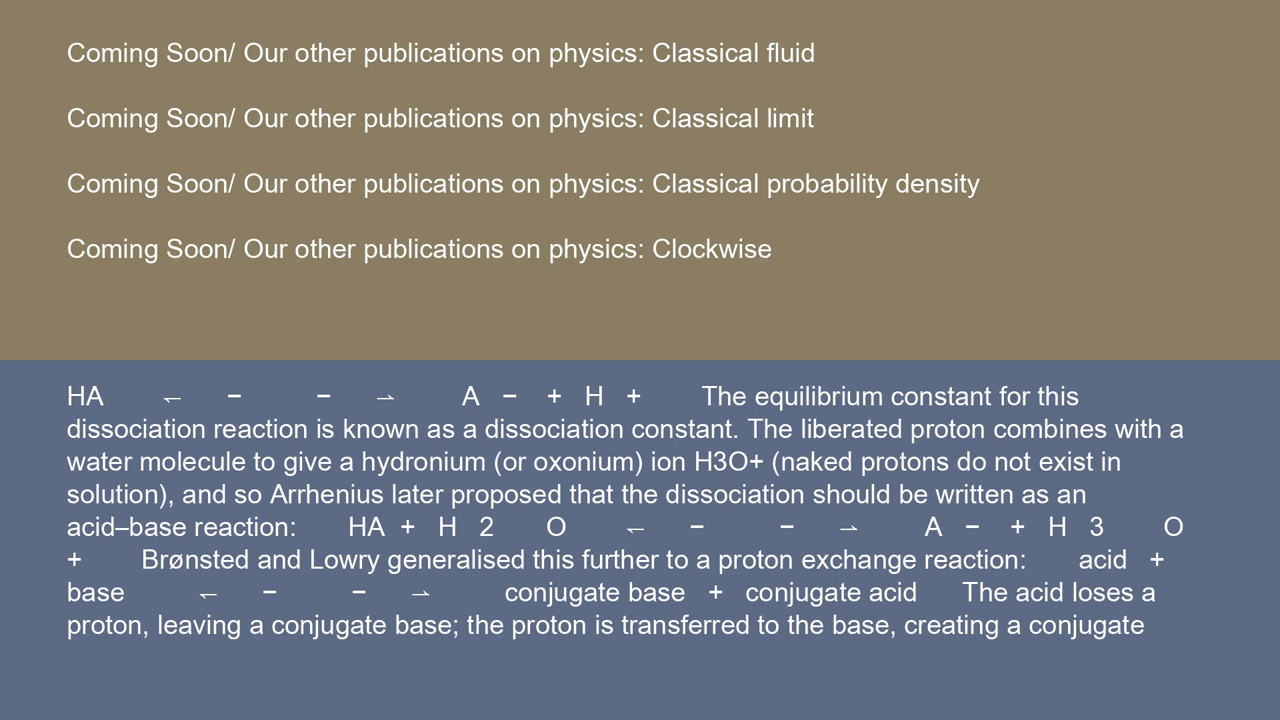 Coming Soon/ Our other publications on physics: Classical fluid
Coming Soon/ Our other publications on physics: Classical limit
Coming Soon/ Our other publications on physics: Classical probability density
Coming Soon/ Our other publications on physics: Clockwise
HA ↽ − − ⇀ A − + H + The equilibrium constant for this
dissociation reaction is known as a dissociation constant. The liberated proton combines with a
water molecule to give a hydronium (or oxonium) ion H3O+ (naked protons do not exist in
solution), and so Arrhenius later proposed that the dissociation should be written as an
acid–base reaction: HA + H 2 O ↽ − − ⇀ A − + H 3 O
+ Brønsted and Lowry generalised this further to a proton exchange reaction: acid +
base ↽ − − ⇀ conjugate base + conjugate acid The acid loses a
proton, leaving a conjugate base; the proton is transferred to the base, creating a conjugate